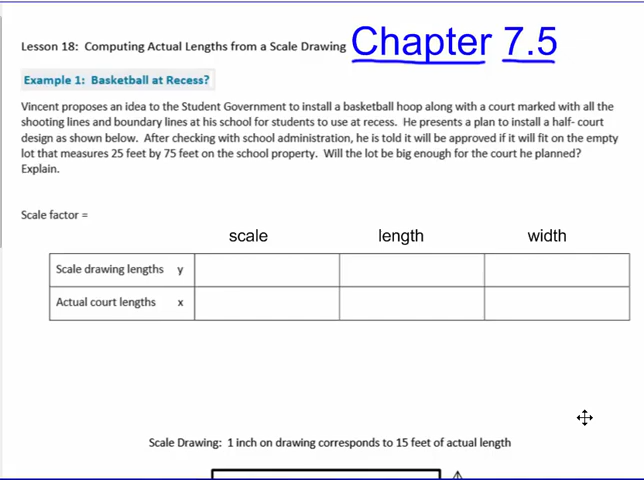 Lesson 18: Computing Actual Lengths from a Scale Drawing Chapter 7.5
Example 1: Basketball at Recess?
Vincent proposes an idea to the Student Government to install a basketball hoop along with a court marked with all the
shooting lines and boundary lines at his school for students to use at recess. He presents a plan to install a half- court
design as shown below. After checking with school administration, he is told it will be approved if it will fit on the empty
lot that measures 25 feet by 75 feet on the school property. Will the lot be big enough for the court he planned?
Explain.
Scale factor =
scale length width
Scale drawing lengths y
Actual court lengths x
Scale Drawing: 1 inch on drawing corresponds to 15 feet of actual length